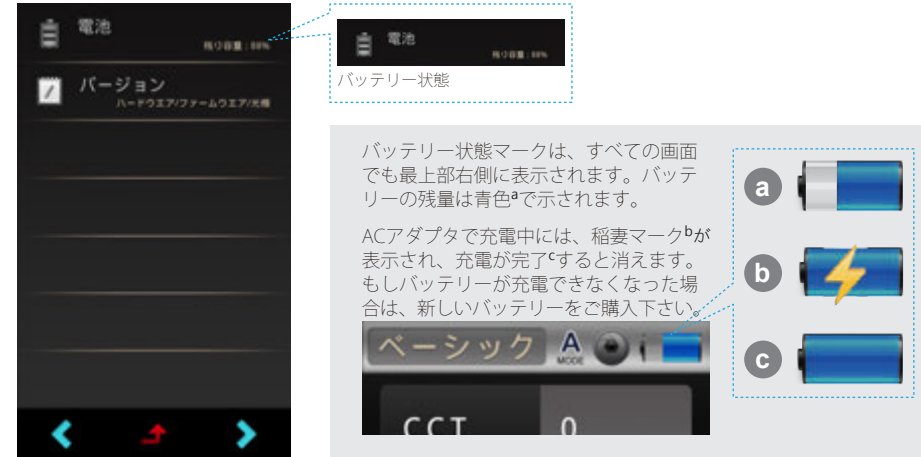 電池
残り容量 : 88%
バージョン
ハードウエア/ファームウエア/光機
電池
残り容量 : 88%
バッテリー状態
バッテリー状態マークは、すべての画面
でも最上部右側に表示されます。バッテ
リーの残量は青色aで示されます。
ACアダプタで充電中には、稲妻マークbが
表示され、充電が完了cすると消えます。
もしバッテリーが充電できなくなった場
合は、新しいバッテリーをご購入下さい。
ベーシック A MODE
CCT 0
a
b
c